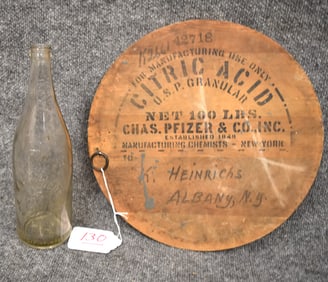 42718
FOR MANUFACTURING USE ONLY
CITRIC ACID
U.S.P. GRANULAR
NET 100 LBS.
CHAS. PFIZER & CO. INC.
ESTABLISHED 1849
MANUFACTURING CHEMISTS - NEW YORK
TO
K. HEINRICHS
ALBANY, N.Y.
130